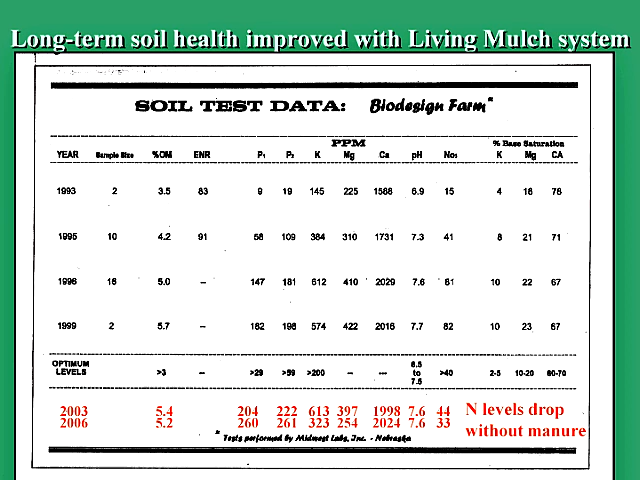 Long-term soil health improved with Living Mulch system
SOIL TEST DATA: Biodesign Farm*
PPM % Base Saturation
YEAR Sample Size %OM ENR P1 P2 K Mg Ca pH No3 K Mg CA
1993 2 3.5 83 9 19 145 225 1588 6.9 15 4 18 78
1995 10 4.2 91 58 109 384 310 1731 7.3 41 8 21 71
1996 16 5.0 -- 147 181 612 410 2029 7.6 81 10 22 67
1999 2 5.7 -- 182 198 574 422 2016 7.7 82 10 23 67
OPTIMUM LEVELS >3 -- >29 >59 >200 -- --- 6.5 to 7.5 >40 2-5 10-20 60-70
2003 5.4 204 222 613 397 1998 7.6 44 N levels drop
2006 5.2 260 261 323 254 2024 7.6 33 without manure
* Tests performed by Midwest Labs, Inc. - Nebraska